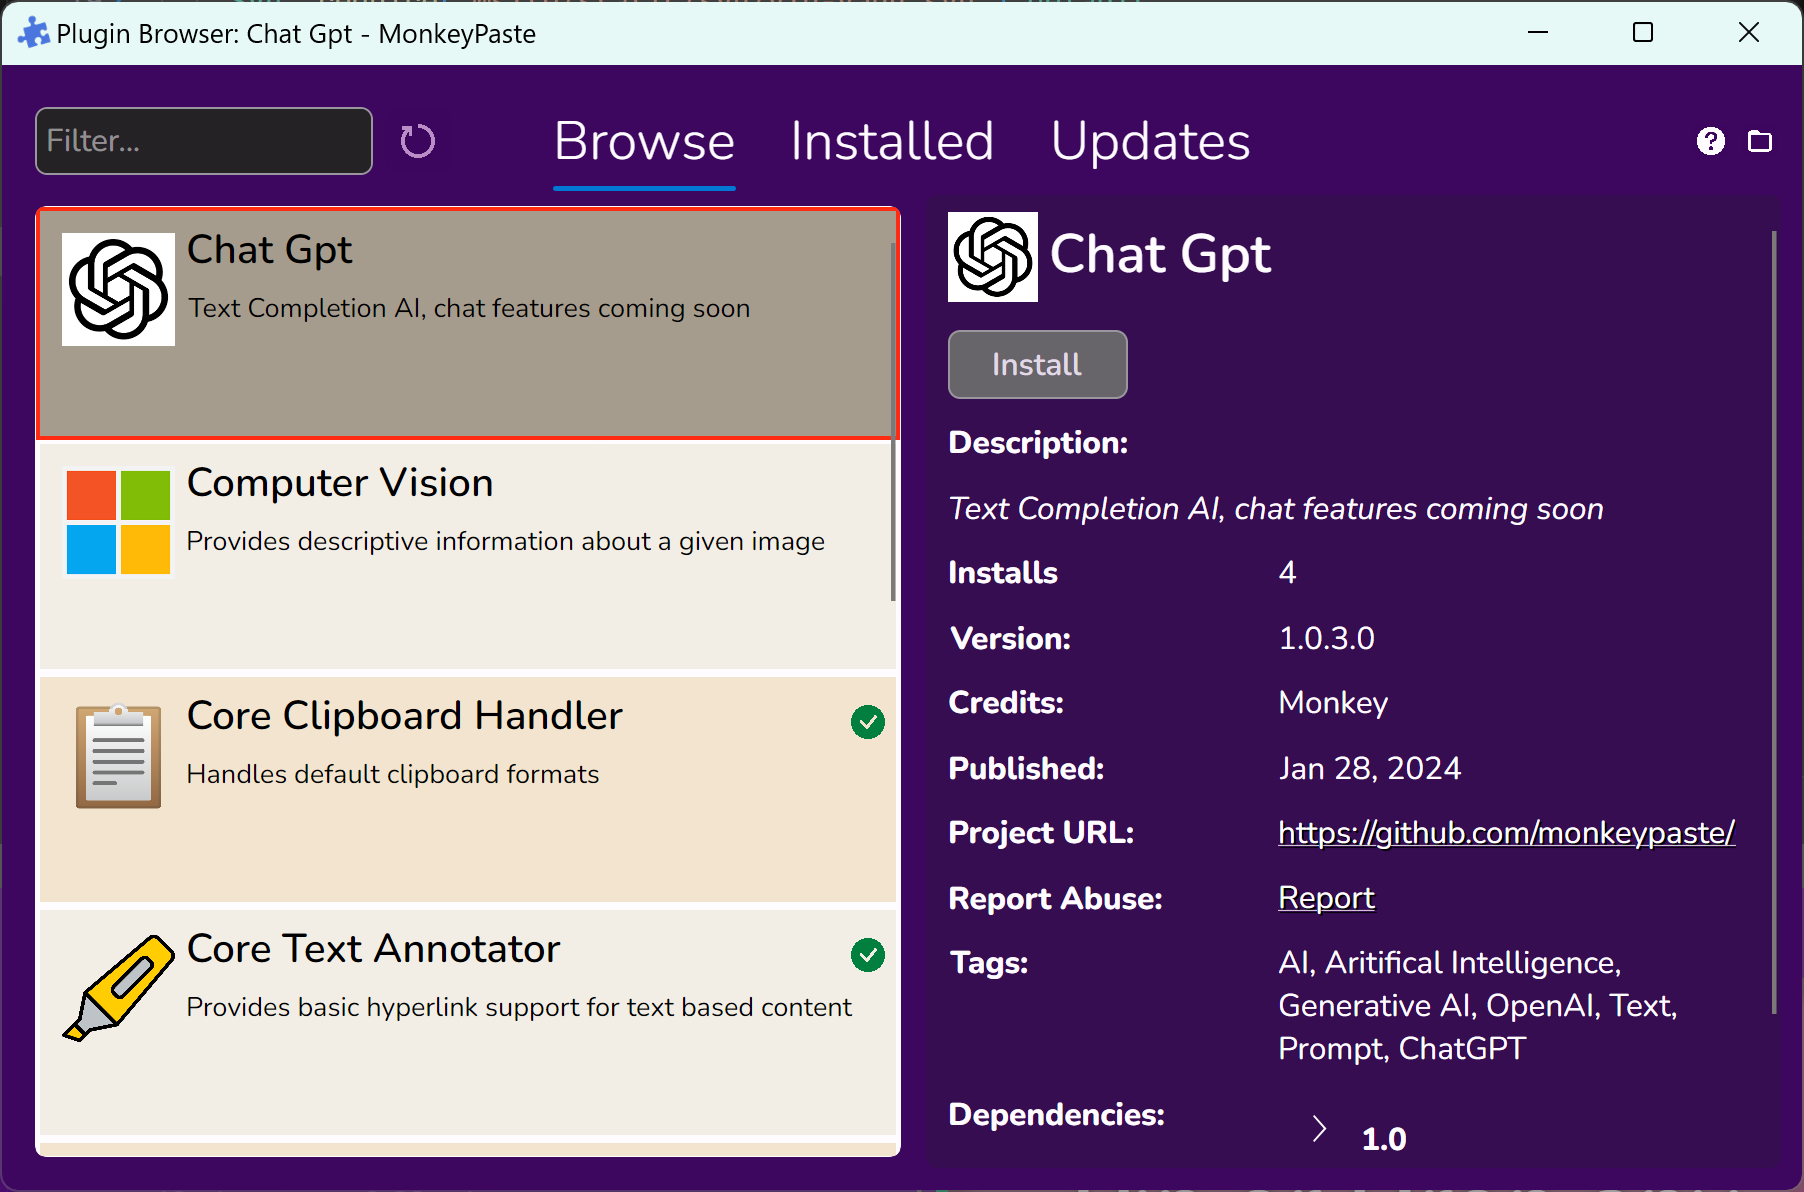 Plugin Browser: Chat Gpt - MonkeyPaste
Filter...
Browse
Installed
Updates
Chat Gpt
Text Completion AI, chat features coming soon
Computer Vision
Provides descriptive information about a given image
Core Clipboard Handler
Handles default clipboard formats
Core Text Annotator
Provides basic hyperlink support for text based content
Chat Gpt
Install
Description:
Text Completion AI, chat features coming soon
Installs 4
Version: 1.0.3.0
Credits: Monkey
Published: Jan 28, 2024
Project URL: https://github.com/monkeypaste/
Report Abuse: Report
Tags: AI, Aritifical Intelligence,
Generative AI, OpenAI, Text,
Prompt, ChatGPT
Dependencies: 1.0